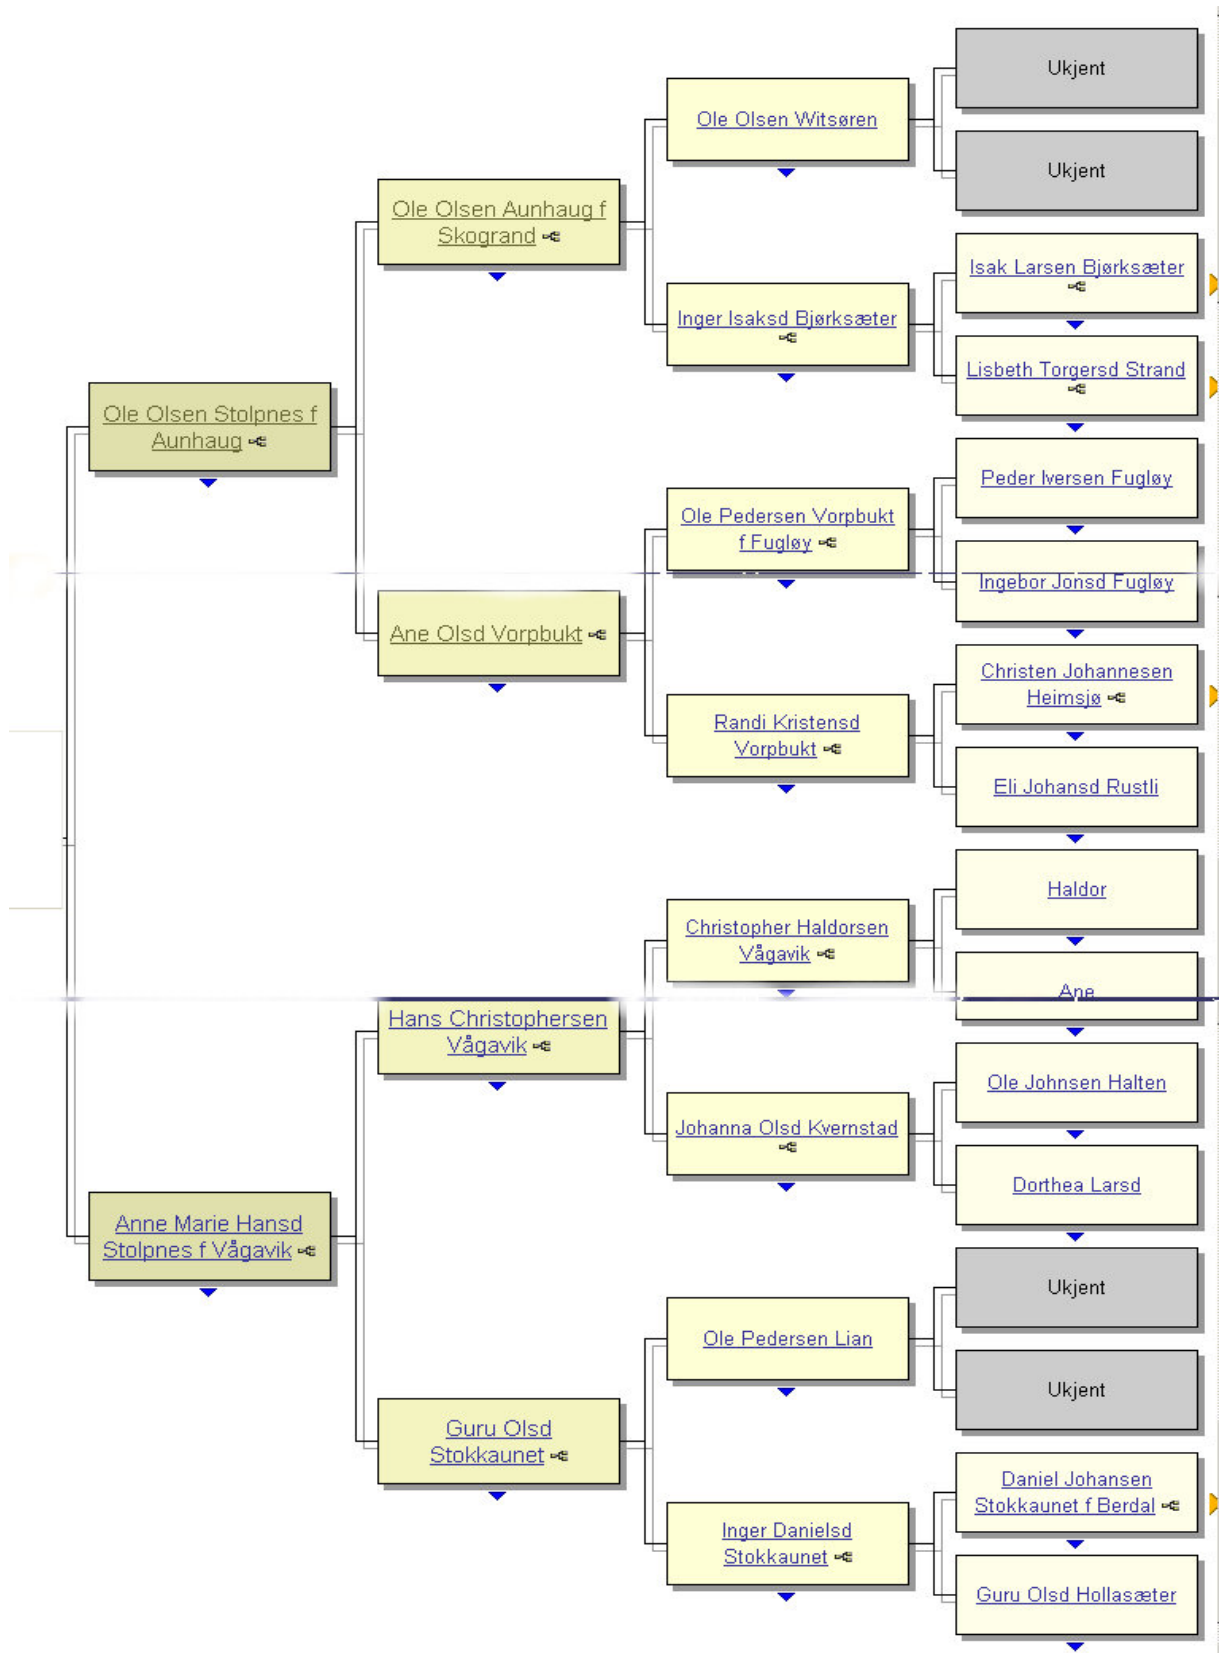 Ukjent
Ole Olsen Witsøren
Ukjent
Ole Olsen Aunhaug f
Skogrand
Isak Larsen Bjørksæter
Inger Isaksd Bjørksæter
Lisbeth Torgersd Strand
Ole Olsen Stolpnes f
Aunhaug
Peder Iversen Fugløy
Ole Pedersen Vorpbukt
f Fugløy
Ingebor Jonsd Fugløy
Ane Olsd Vorpbukt
Christen Johannesen
Heimsjø
Randi Kristensd
Vorpbukt
Eli Johansd Rustli
Haldor
Christopher Haldorsen
Vågavik
Ane
Hans Christophersen
Vågavik
Ole Johnsen Halten
Johanna Olsd Kvernstad
Dorthea Larsd
Anne Marie Hansd
Stolpnes f Vågavik
Ukjent
Ole Pedersen Lian
Ukjent
Guru Olsd
Stokkaunet
Daniel Johansen
Stokkaunet f Berdal
Inger Danielsd
Stokkaunet
Guru Olsd Hollasæter